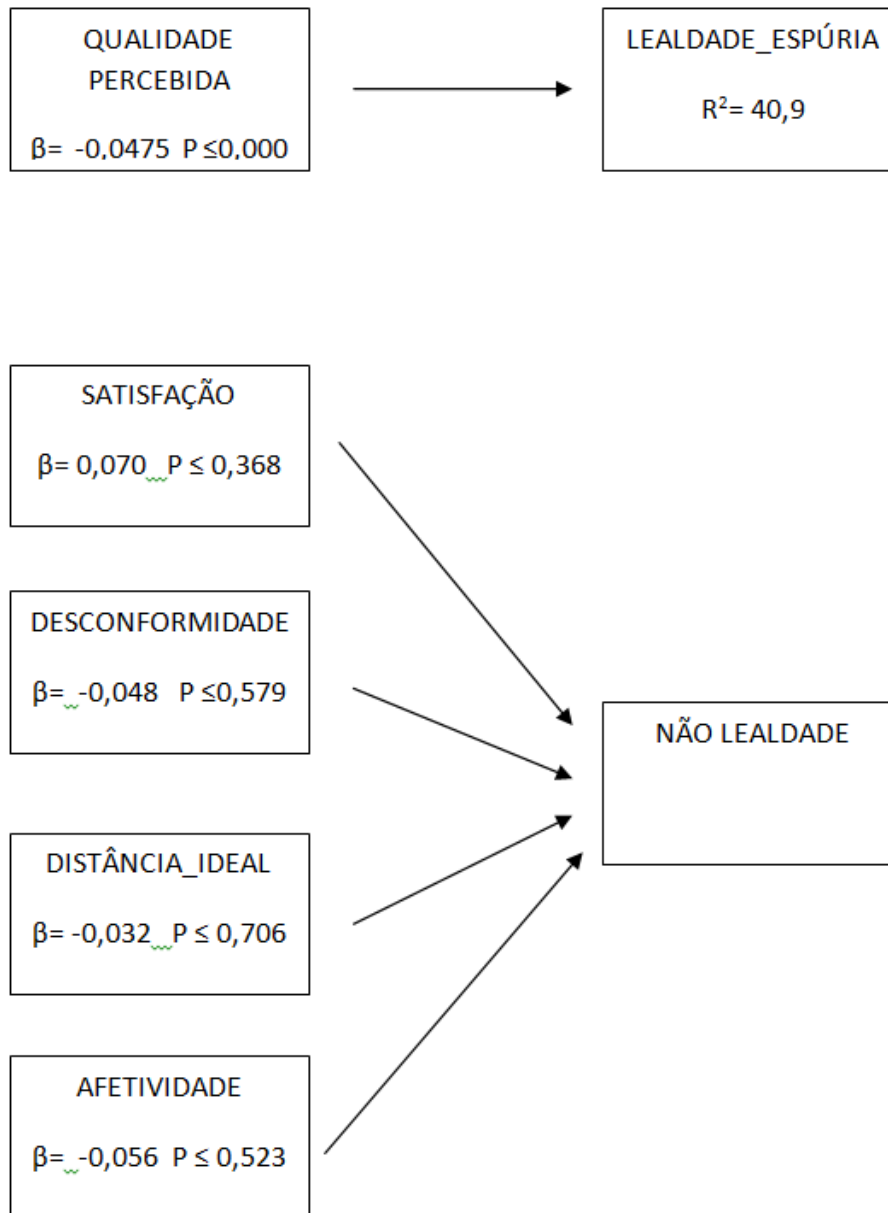 QUALIDADE
PERCEBIDA
β= -0,0475 P ≤0,000
LEALDADE_ESPÚRIA
R²= 40,9
SATISFAÇÃO
β= 0,070 P ≤ 0,368
DESCONFORMIDADE
β= -0,048 P ≤0,579
NÃO LEALDADE
DISTÂNCIA_IDEAL
β= -0,032 P ≤ 0,706
AFETIVIDADE
β= -0,056 P ≤ 0,523